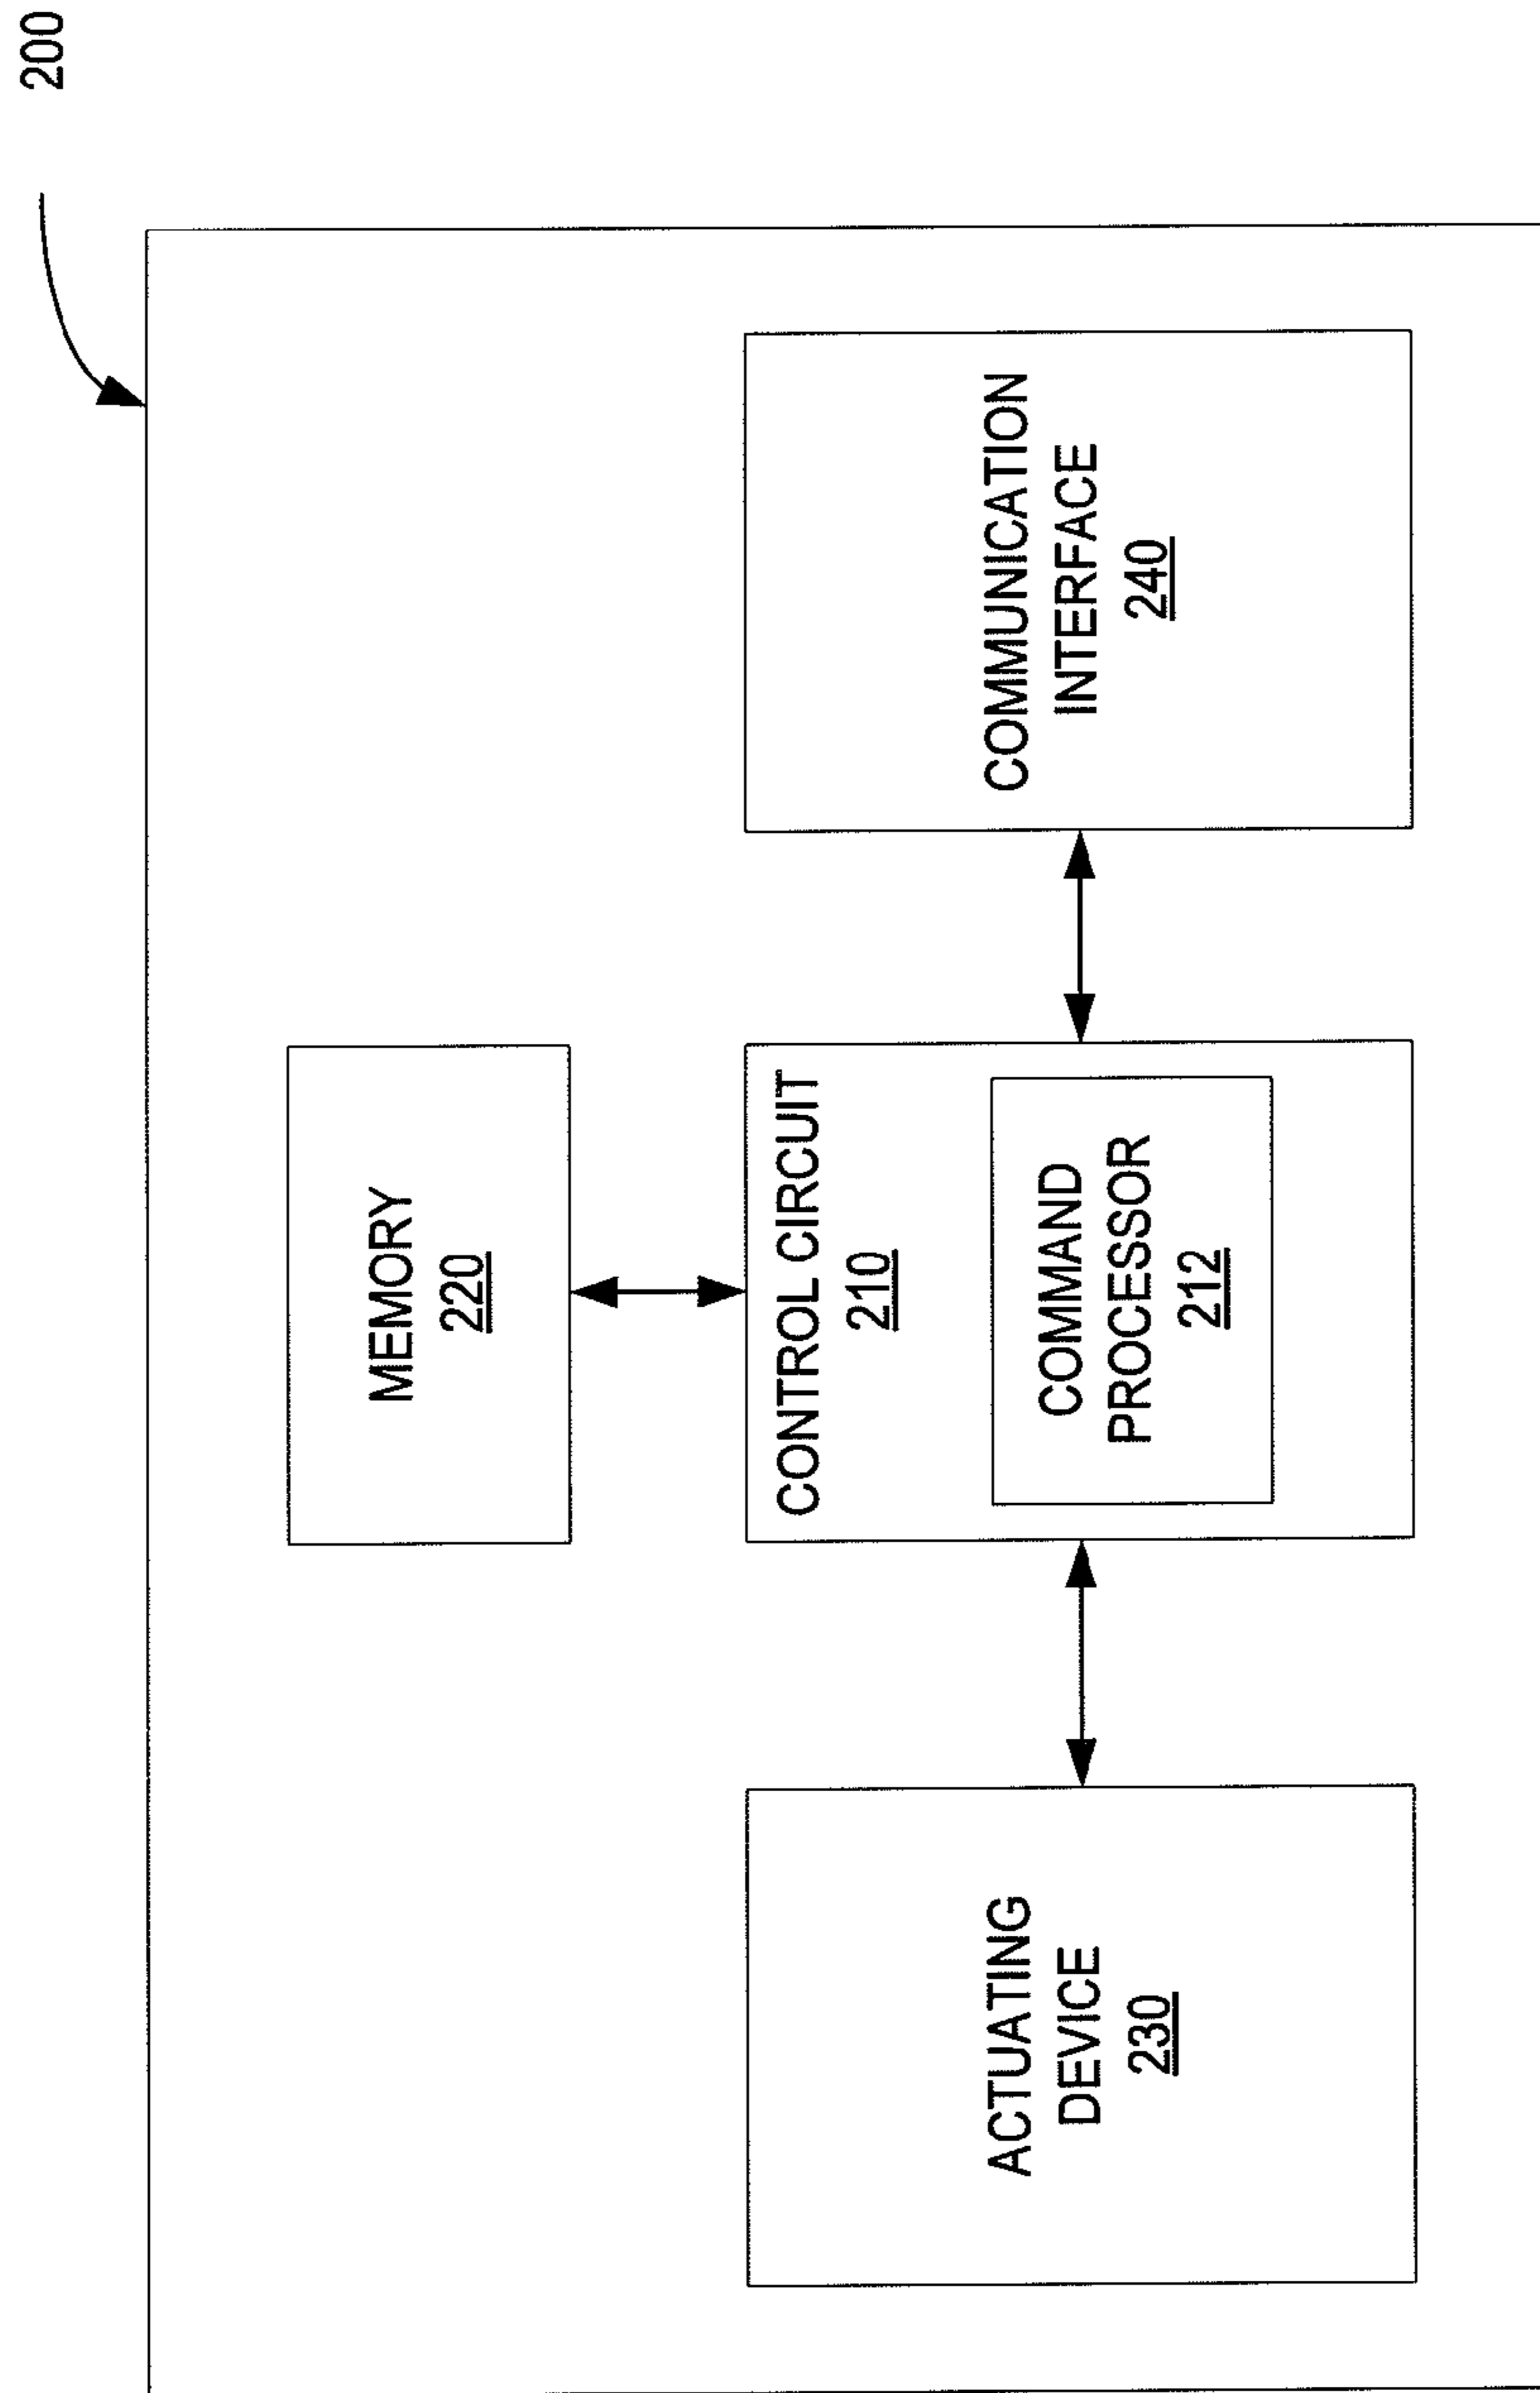 200
MEMORY
220
CONTROL CIRCUIT
210
COMMAND
PROCESSOR
212
ACTUATING
DEVICE
230
COMMUNICATION
INTERFACE
240